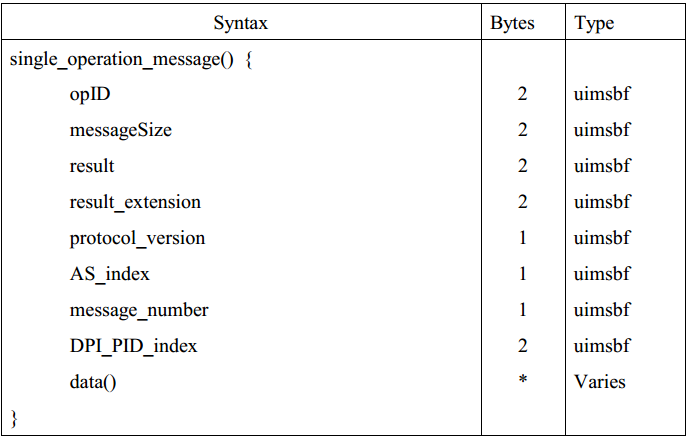 Syntax Bytes Type
single_operation_message() {
opID 2 uimsbf
messageSize 2 uimsbf
result 2 uimsbf
result_extension 2 uimsbf
protocol_version 1 uimsbf
AS_index 1 uimsbf
message_number 1 uimsbf
DPI_PID_index 2 uimsbf
data() * Varies
}